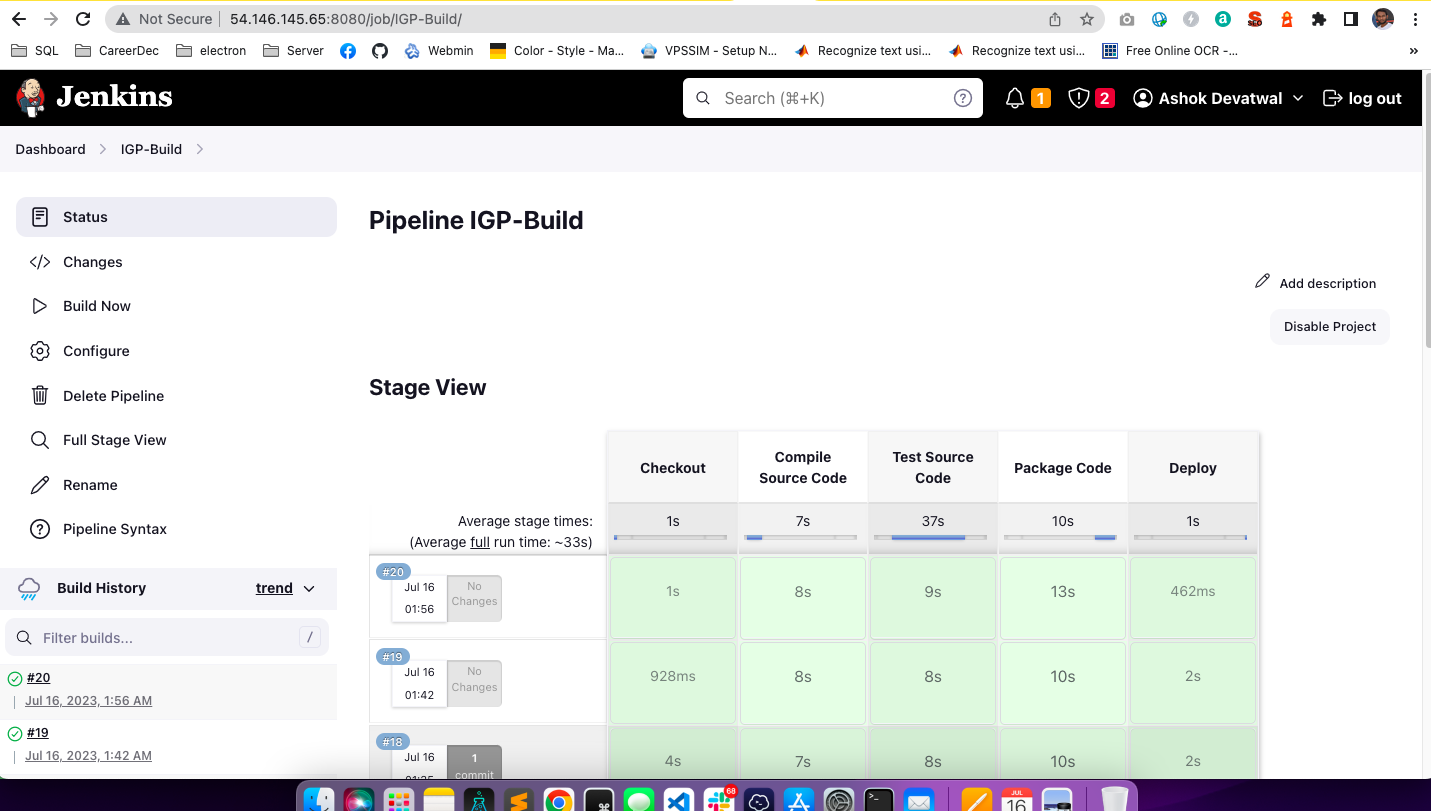 Not Secure 54.146.145.65:8080/job/IGP-Build/
SQL CareerDec electron Server Webmin Color - Style - Ma... VPSSIM - Setup N... Recognize text usi... Recognize text usi... Free Online OCR -... »
Jenkins Search (⌘+K) ? 1 2 Ashok Devatwal log out
Dashboard IGP-Build
Status
Changes
Build Now
Configure
Delete Pipeline
Full Stage View
Rename
Pipeline Syntax
Build History trend
Filter builds... /
#20
Jul 16, 2023, 1:56 AM
#19
Jul 16, 2023, 1:42 AM
Pipeline IGP-Build
Add description
Disable Project
Stage View
Checkout
Compile
Source Code
Test Source
Code
Package Code
Deploy
Average stage times:
(Average full run time: ~33s)
1s 7s 37s 10s 1s
#20
Jul 16
01:56
No
Changes
1s 8s 9s 13s 462ms
#19
Jul 16
01:42
No
Changes
928ms 8s 8s 10s 2s
#18
Jul 16
1
commit
4s 7s 8s 10s 2s
68
JUL
16